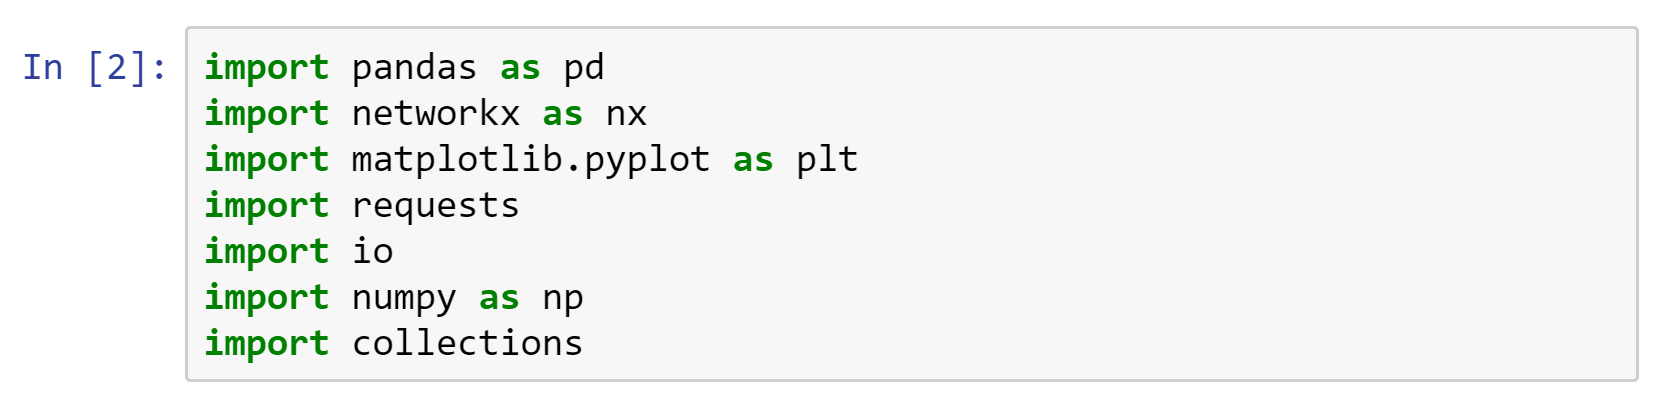 In [2]: import pandas as pd
import networkx as nx
import matplotlib.pyplot as plt
import requests
import io
import numpy as np
import collections